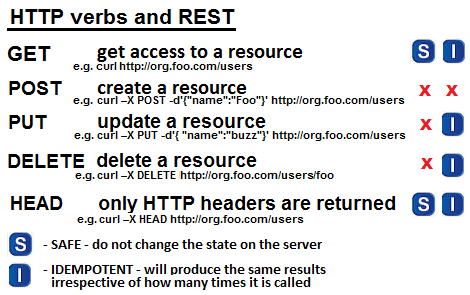 HTTP verbs and REST
GET get access to a resource S I
e.g. curl http://org.foo.com/users
POST create a resource x x
e.g. curl –X POST -d'{"name":"Foo"}' http://org.foo.com/users
PUT update a resource x I
e.g. curl –X PUT -d'{ "name":"buzz"}' http://org.foo.com/users
DELETE delete a resource x I
e.g. curl –X DELETE http://org.foo.com/users/foo
HEAD only HTTP headers are returned S I
e.g. curl –X HEAD http://org.foo.com/users
S - SAFE - do not change the state on the server
I - IDEMPOTENT - will produce the same results
irrespective of how many times it is called